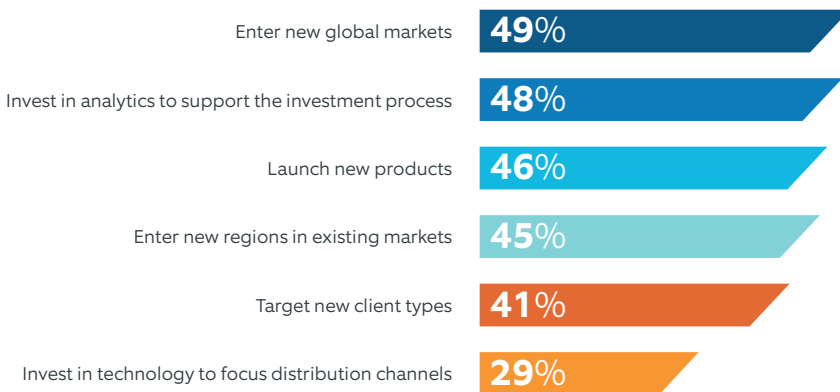 Enter new global markets 49%
Invest in analytics to support the investment process 48%
Launch new products 46%
Enter new regions in existing markets 45%
Target new client types 41%
Invest in technology to focus distribution channels 29%